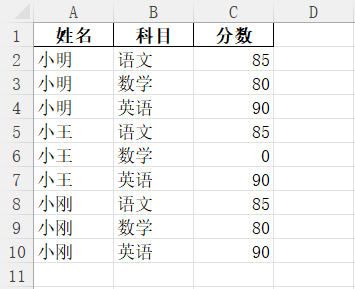 A B C D
1 姓名 科目 分数
2 小明 语文 85
3 小明 数学 80
4 小明 英语 90
5 小王 语文 85
6 小王 数学 0
7 小王 英语 90
8 小刚 语文 85
9 小刚 数学 80
10 小刚 英语 90
11